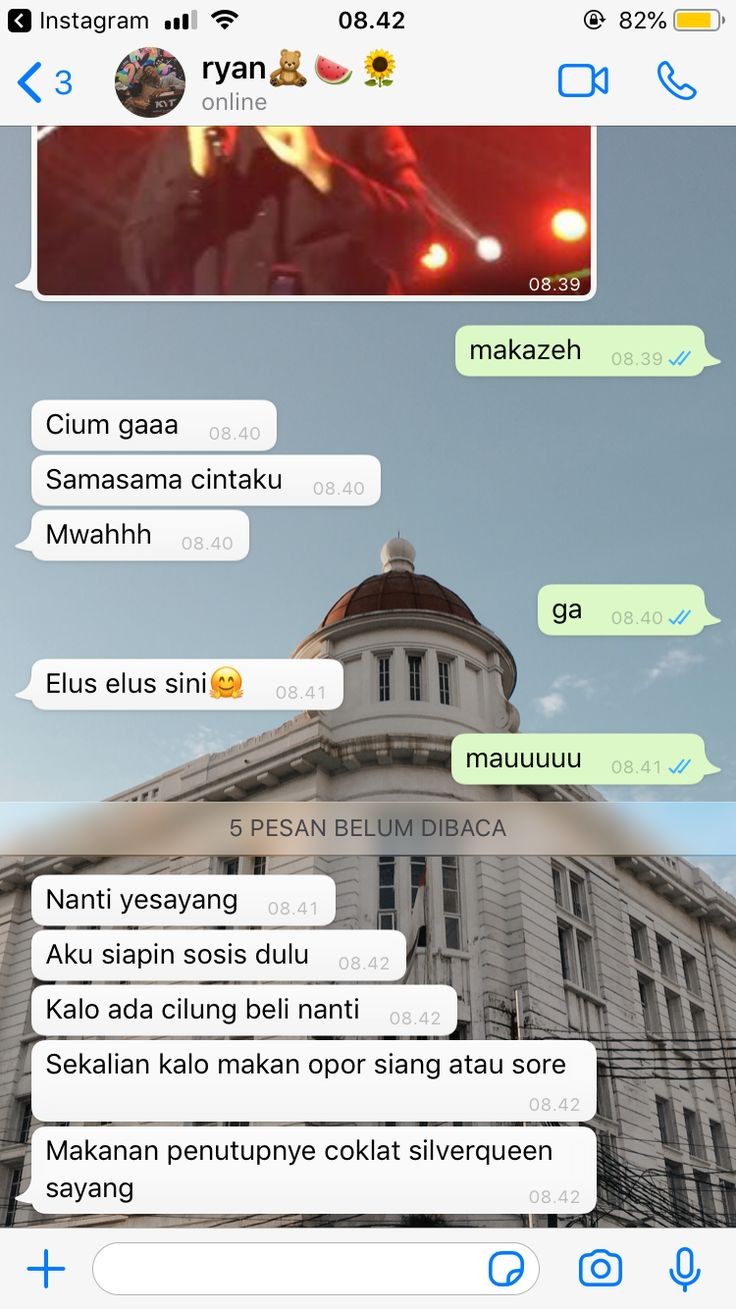 Instagram 08.42 82%
3 ryan🧸🍉🌻
online
08.39
makazeh 08.39
Cium gaaa 08.40
Samasama cintaku 08.40
Mwahhh 08.40
ga 08.40
Elus elus sini🤗 08.41
mauuuuu 08.41
5 PESAN BELUM DIBACA
Nanti yesayang 08.41
Aku siapin sosis dulu 08.42
Kalo ada cilung beli nanti 08.42
Sekalian kalo makan opor siang atau sore
08.42
Makanan penutupnye coklat silverqueen
sayang 08.42